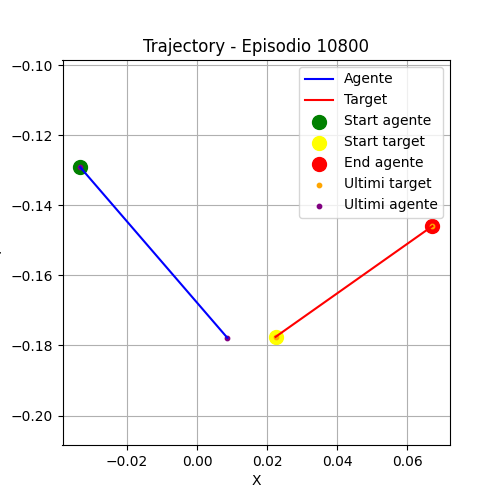 Trajectory - Episodio 10800
−0.10
−0.12
−0.14
−0.16
−0.18
−0.20
Agente
Target
Start agente
Start target
End agente
Ultimi target
Ultimi agente
−0.02
0.00
0.02
0.04
0.06
X